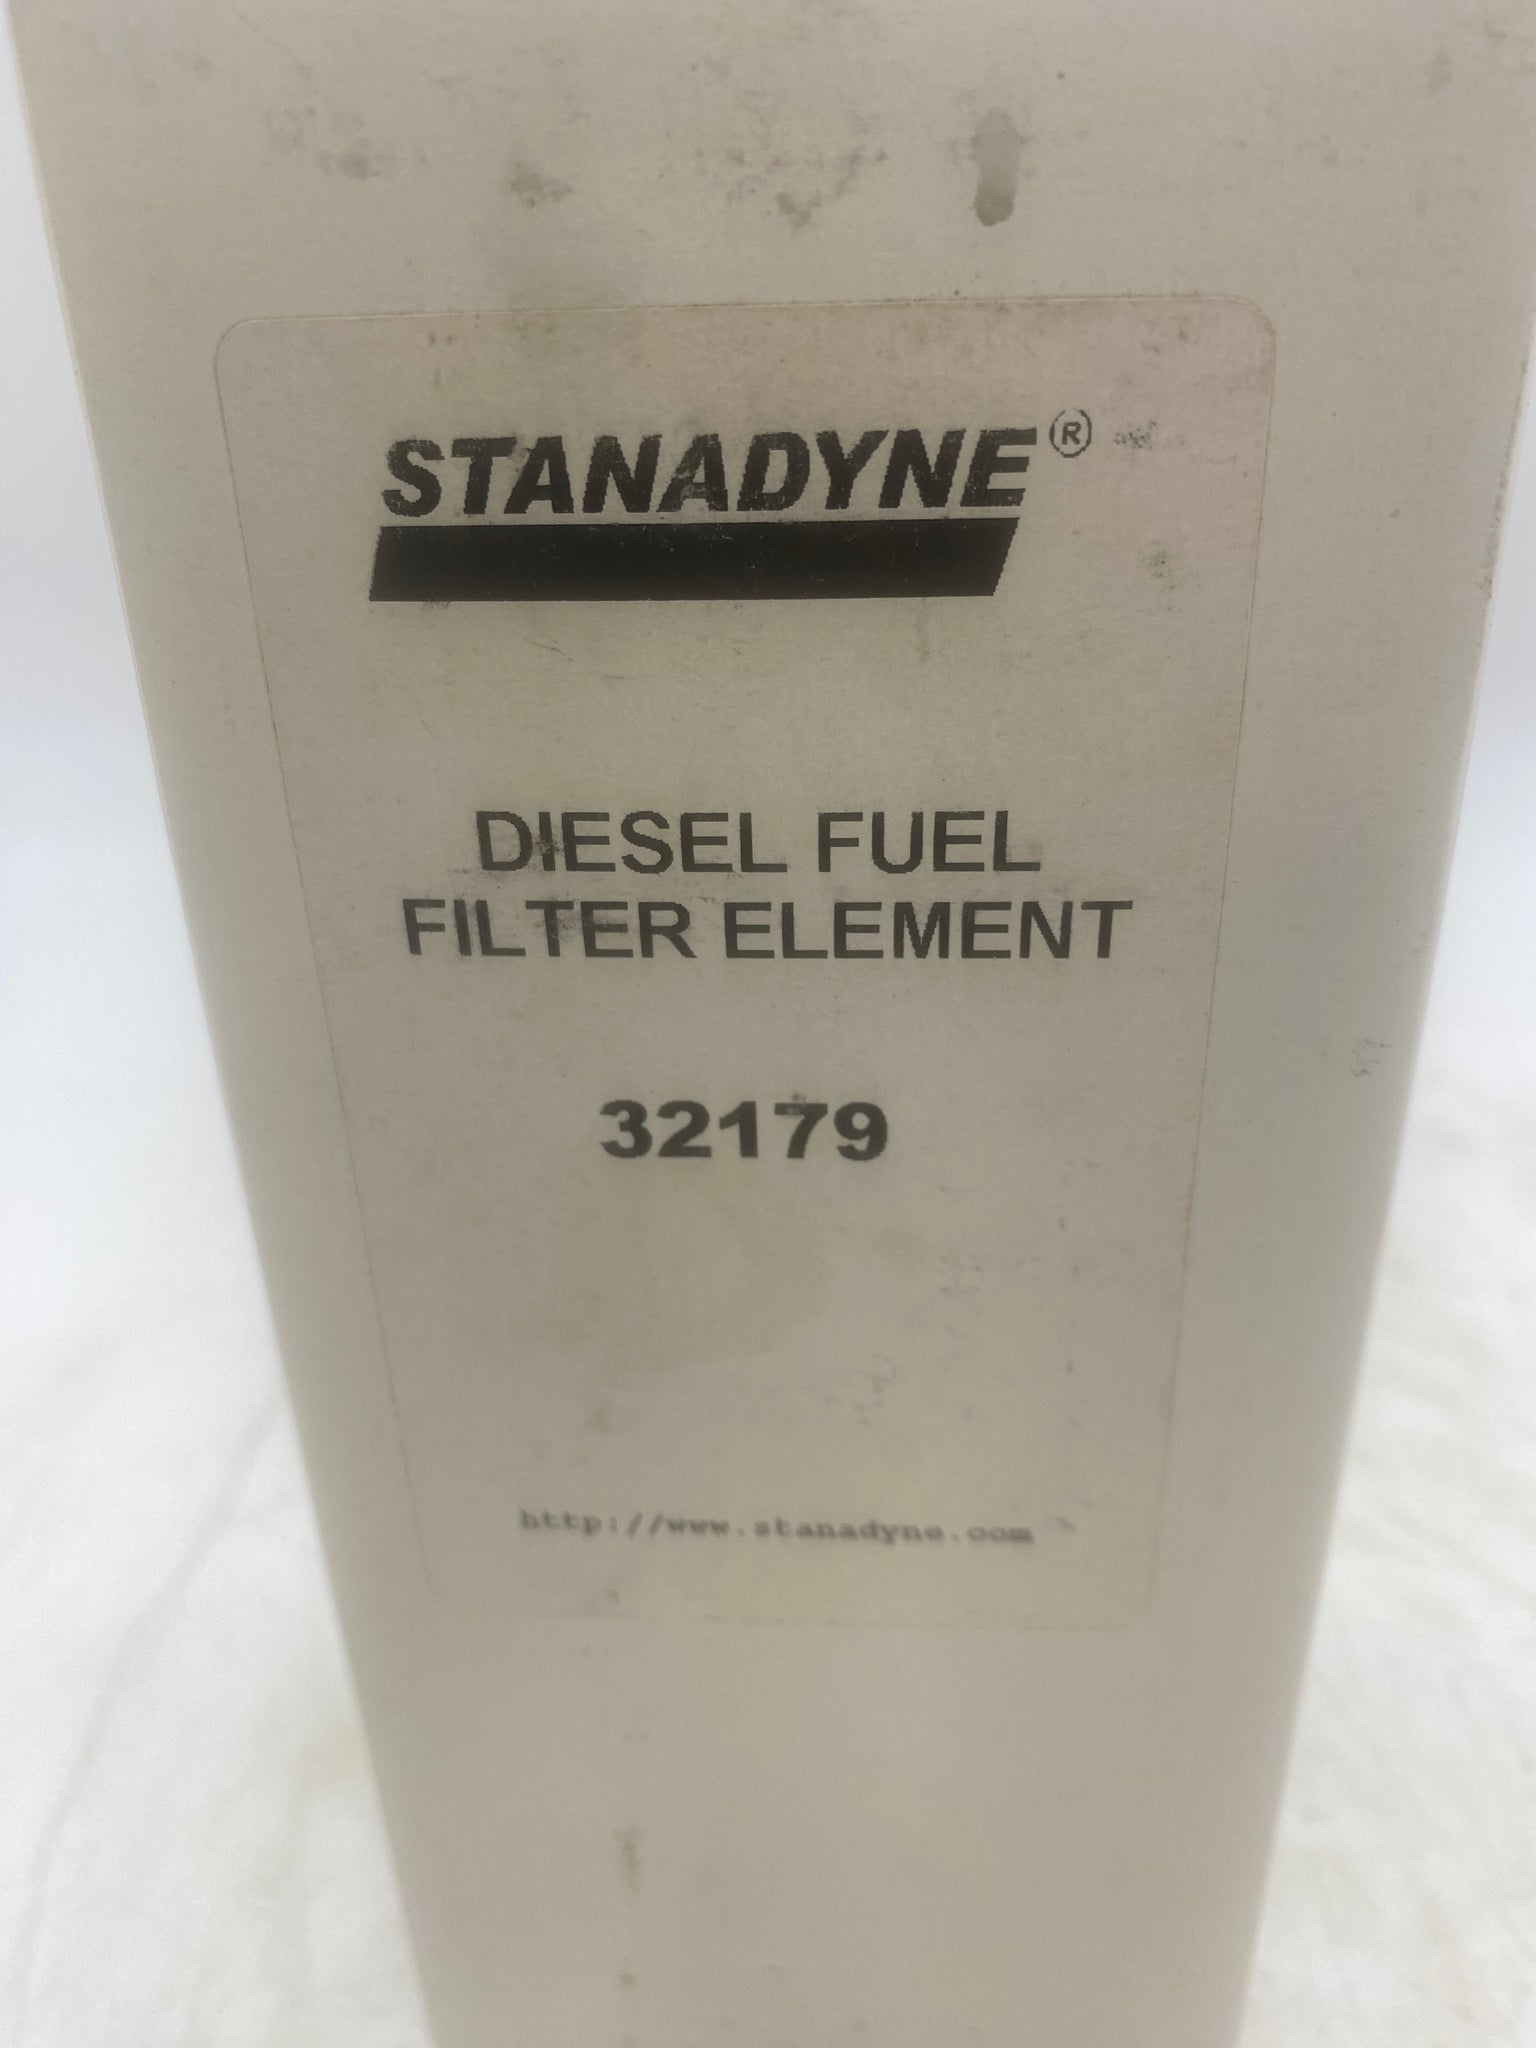 STANADYNE®
DIESEL FUEL
FILTER ELEMENT
32179
http://www.stanadyne.com